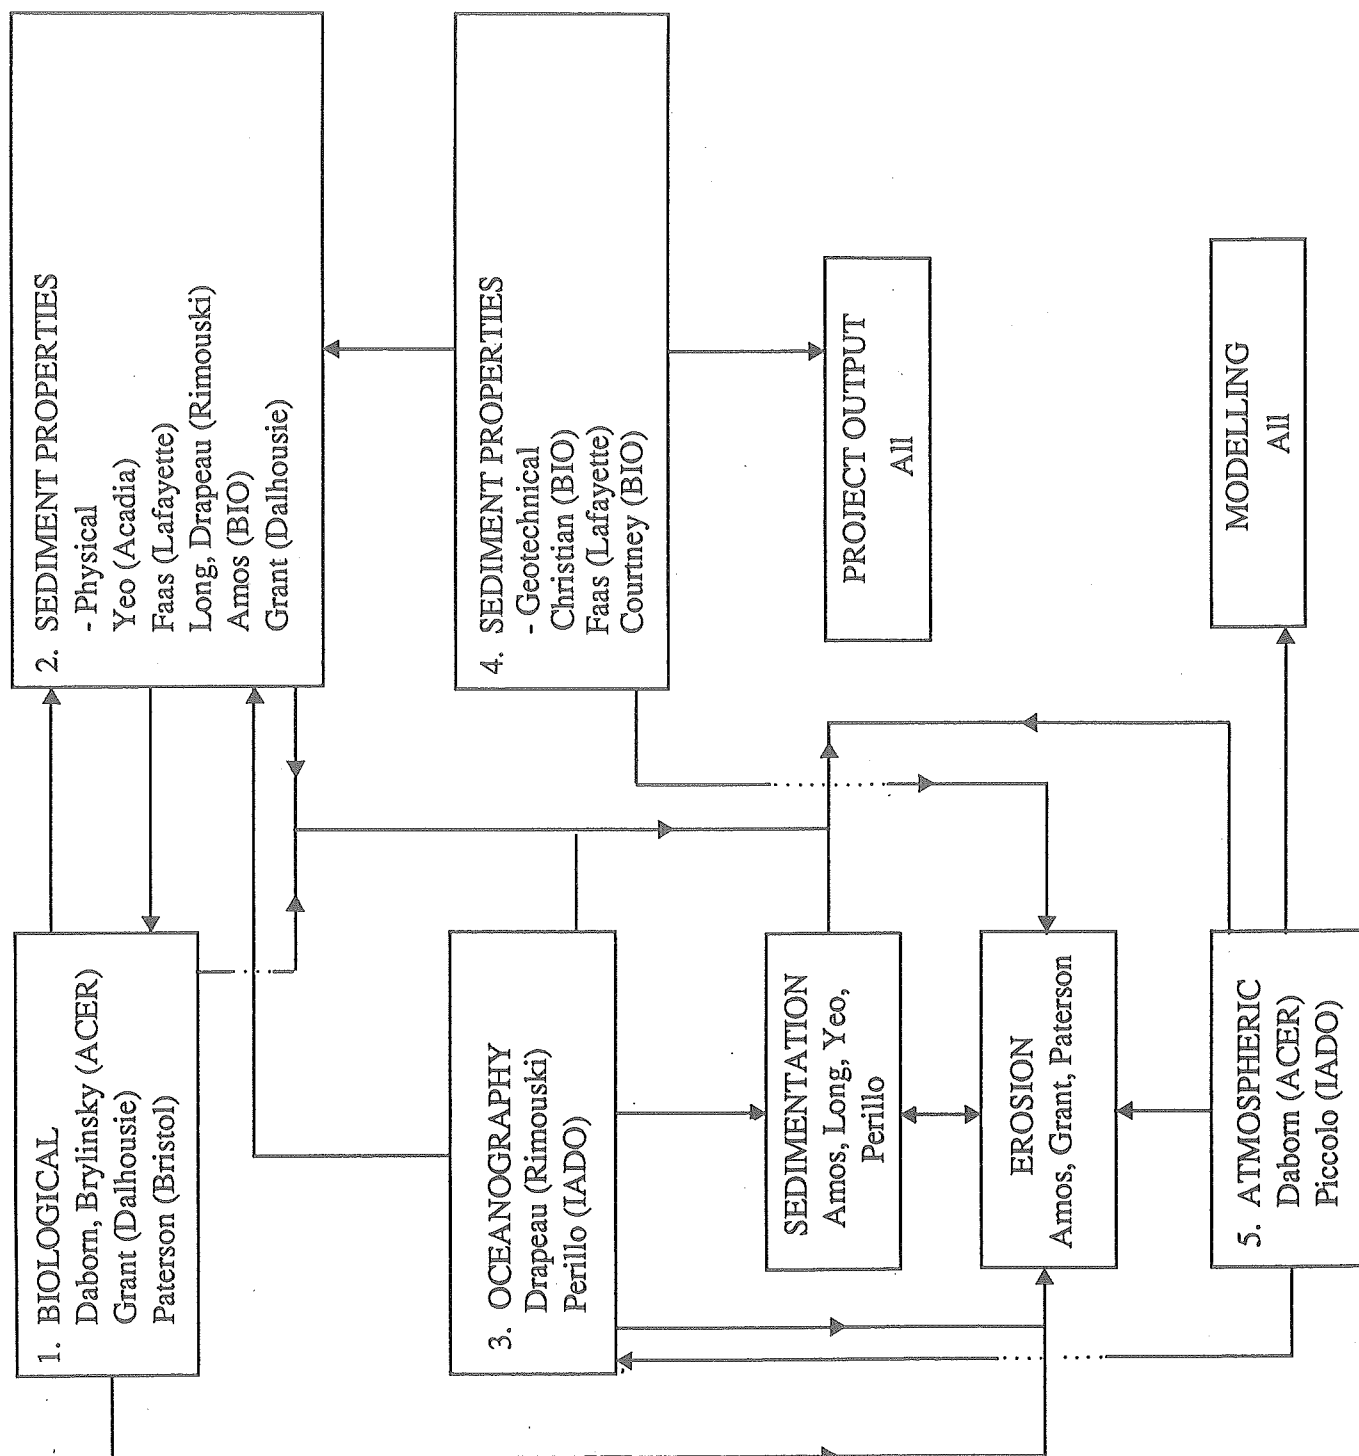 1. BIOLOGICAL
Daborn, Brylinsky (ACER)
Grant (Dalhousie)
Paterson (Bristol)
2. SEDIMENT PROPERTIES
- Physical
Yeo (Acadia)
Faas (Lafayette)
Long, Drapeau (Rimouski)
Amos (BIO)
Grant (Dalhousie)
3. OCEANOGRAPHY
Drapeau (Rimouski)
Perillo (IADO)
4. SEDIMENT PROPERTIES
- Geotechnical
Christian (BIO)
Faas (Lafayette)
Courtney (BIO)
SEDIMENTATION
Amos, Long, Yeo,
Perillo
PROJECT OUTPUT
All
EROSION
Amos, Grant, Paterson
5. ATMOSPHERIC
Daborn (ACER)
Piccolo (IADO)
MODELLING
All